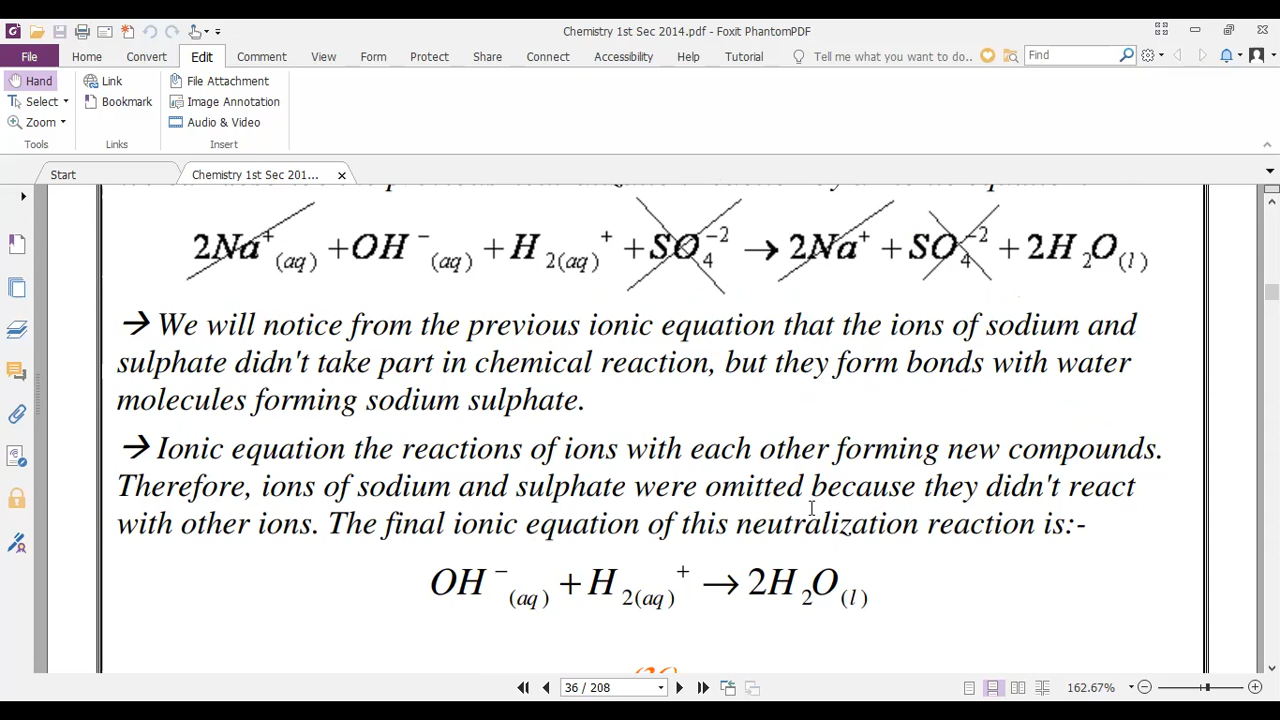 Chemistry 1st Sec 2014.pdf - Foxit PhantomPDF
File Home Convert Edit Comment View Form Protect Share Connect Accessibility Help Tutorial Tell me what you want to do.. Find
Hand Link File Attachment
Select Bookmark Image Annotation
Zoom Audio & Video
Tools Links Insert
Start Chemistry 1st Sec 201...
2Na⁺(aq) + OH⁻(aq) + H₂(aq)⁺ + SO₄⁻² → 2Na⁺ + SO₄⁻² + 2H₂O(l)
→ We will notice from the previous ionic equation that the ions of sodium and
sulphate didn't take part in chemical reaction, but they form bonds with water
molecules forming sodium sulphate.
→ Ionic equation the reactions of ions with each other forming new compounds.
Therefore, ions of sodium and sulphate were omitted because they didn't react
with other ions. The final ionic equation of this neutralization reaction is:-
OH⁻(aq) + H₂(aq)⁺ → 2H₂O(l)
36 / 208 162.67%